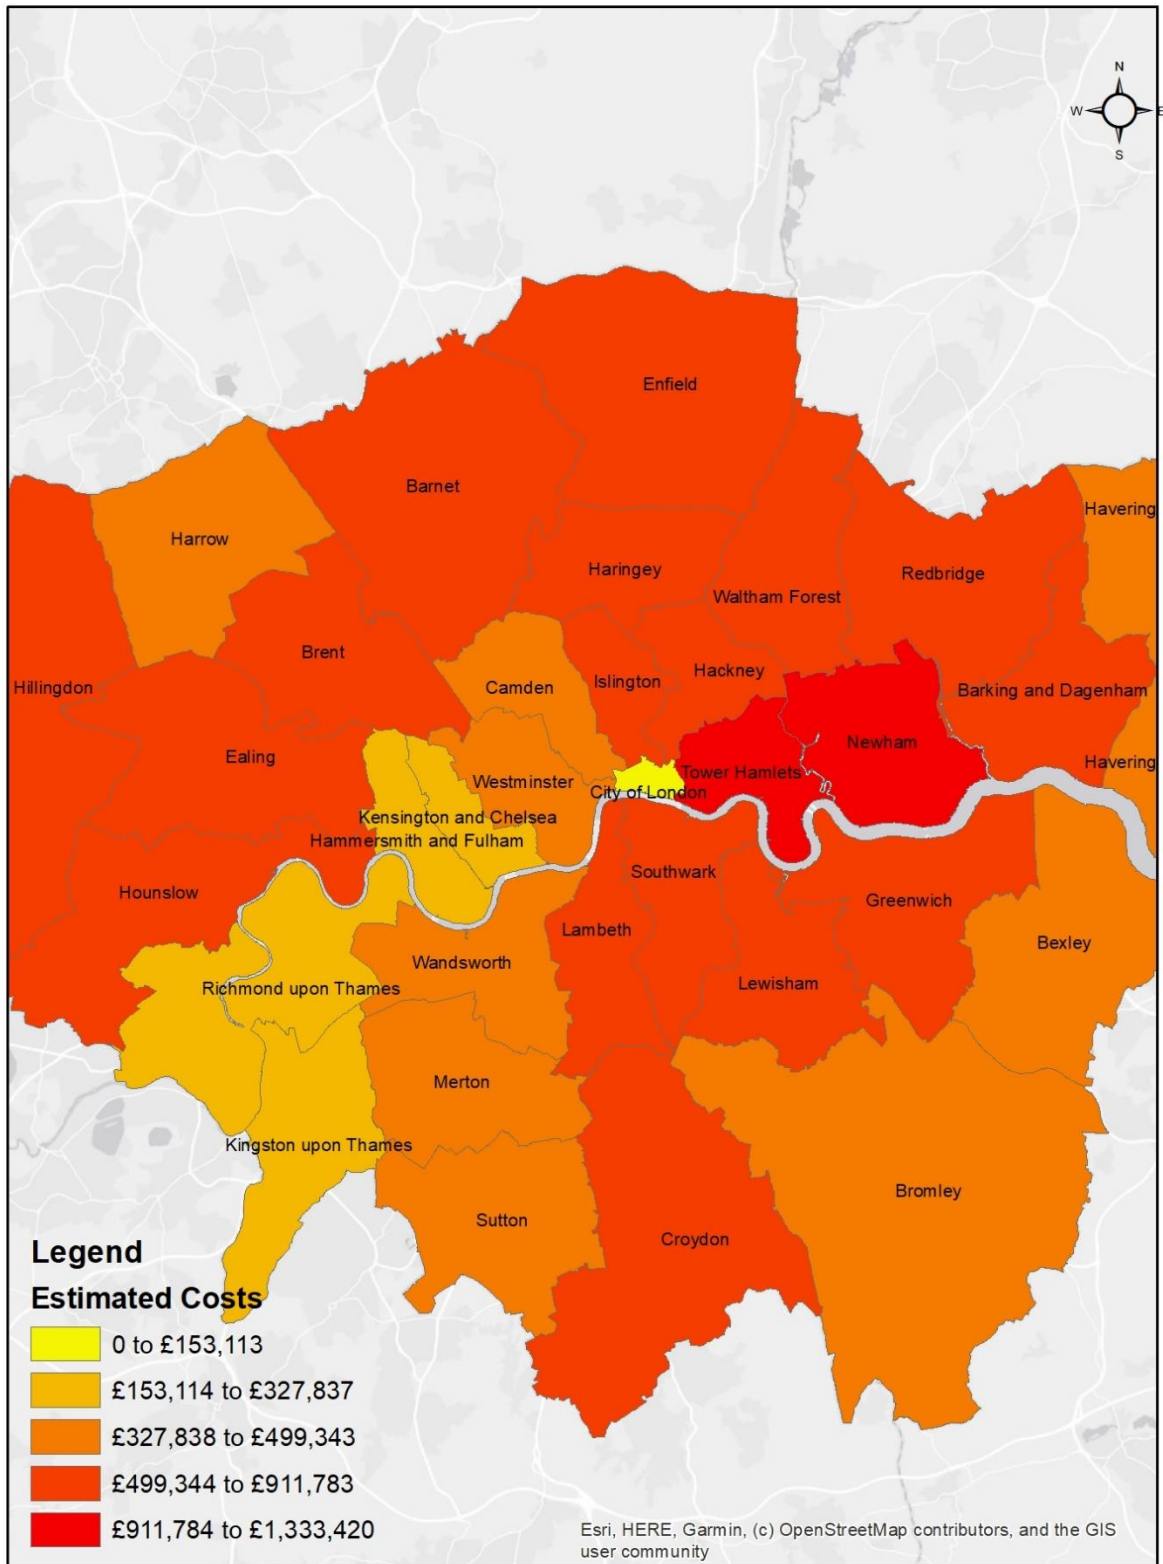 N
W
E
S
Enfield
Barnet
Havering
Harrow
Haringey
Redbridge
Waltham Forest
Brent
Hackney
Islington
Camden
Hillingdon
Barking and Dagenham
Newham
Ealing
Havering
Tower Hamlets
Westminster
City of London
Kensington and Chelsea
Hammersmith and Fulham
Southwark
Hounslow
Greenwich
Lambeth
Bexley
Wandsworth
Lewisham
Richmond upon Thames
Merton
Kingston upon Thames
Bromley
Sutton
Croydon
Legend
Estimated Costs
0 to £153,113
£153,114 to £327,837
£327,838 to £499,343
£499,344 to £911,783
£911,784 to £1,333,420
Esri, HERE, Garmin, (c) OpenStreetMap contributors, and the GIS
user community